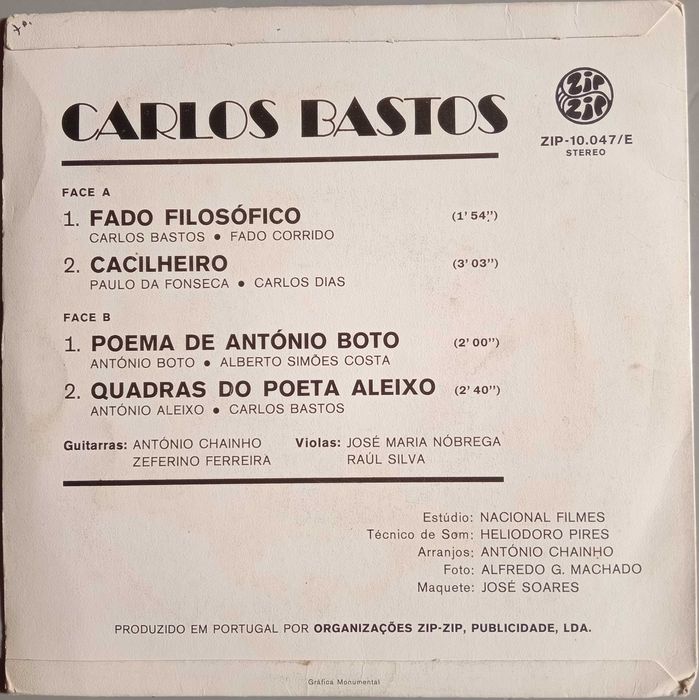 CARLOS BASTOS
zip zip
ZIP-10.047/E
STEREO
FACE A
1. FADO FILOSÓFICO (1'54")
CARLOS BASTOS • FADO CORRIDO
2. CACILHEIRO (3'03")
PAULO DA FONSECA • CARLOS DIAS
FACE B
1. POEMA DE ANTÓNIO BOTO (2'00")
ANTÓNIO BOTO • ALBERTO SIMÕES COSTA
2. QUADRAS DO POETA ALEIXO (2'40")
ANTÓNIO ALEIXO • CARLOS BASTOS
Guitarras: ANTÓNIO CHAINHO Violas: JOSÉ MARIA NÓBREGA
ZEFERINO FERREIRA RAÚL SILVA
Estúdio: NACIONAL FILMES
Técnico de Som: HELIODORO PIRES
Arranjos: ANTÓNIO CHAINHO
Foto: ALFREDO G. MACHADO
Maquete: JOSÉ SOARES
PRODUZIDO EM PORTUGAL POR ORGANIZAÇÕES ZIP-ZIP, PUBLICIDADE, LDA.
Gráfica Monumental